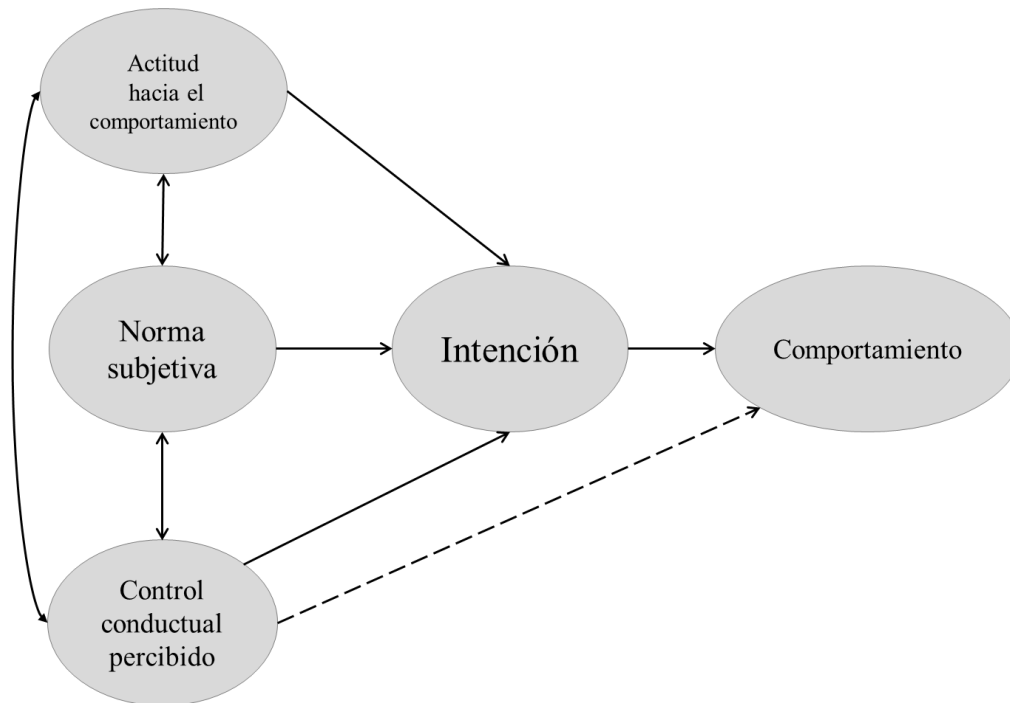 Actitud
hacia el
comportamiento
Norma
subjetiva
Intención
Comportamiento
Control
conductual
percibido